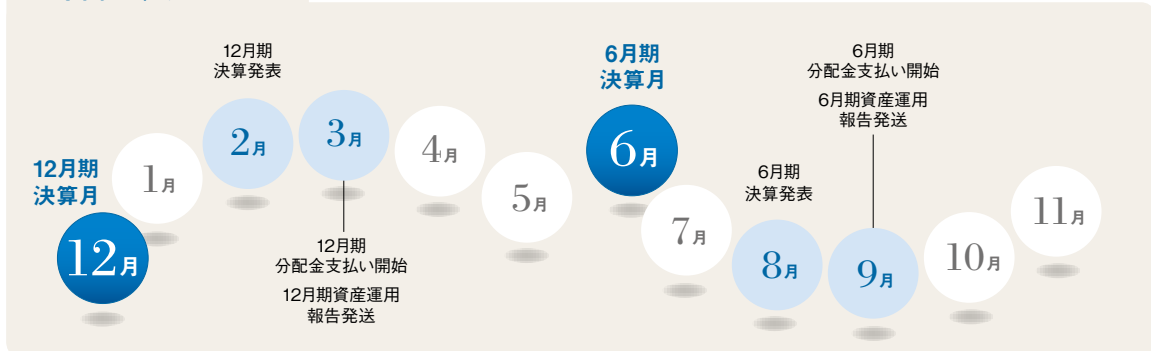 12月期
決算月
12月
1月
12月期
決算発表
2月
3月
12月期
分配金支払い開始
12月期資産運用
報告発送
4月
5月
6月期
決算月
6月
7月
6月期
決算発表
8月
6月期
分配金支払い開始
6月期資産運用
報告発送
9月
10月
11月